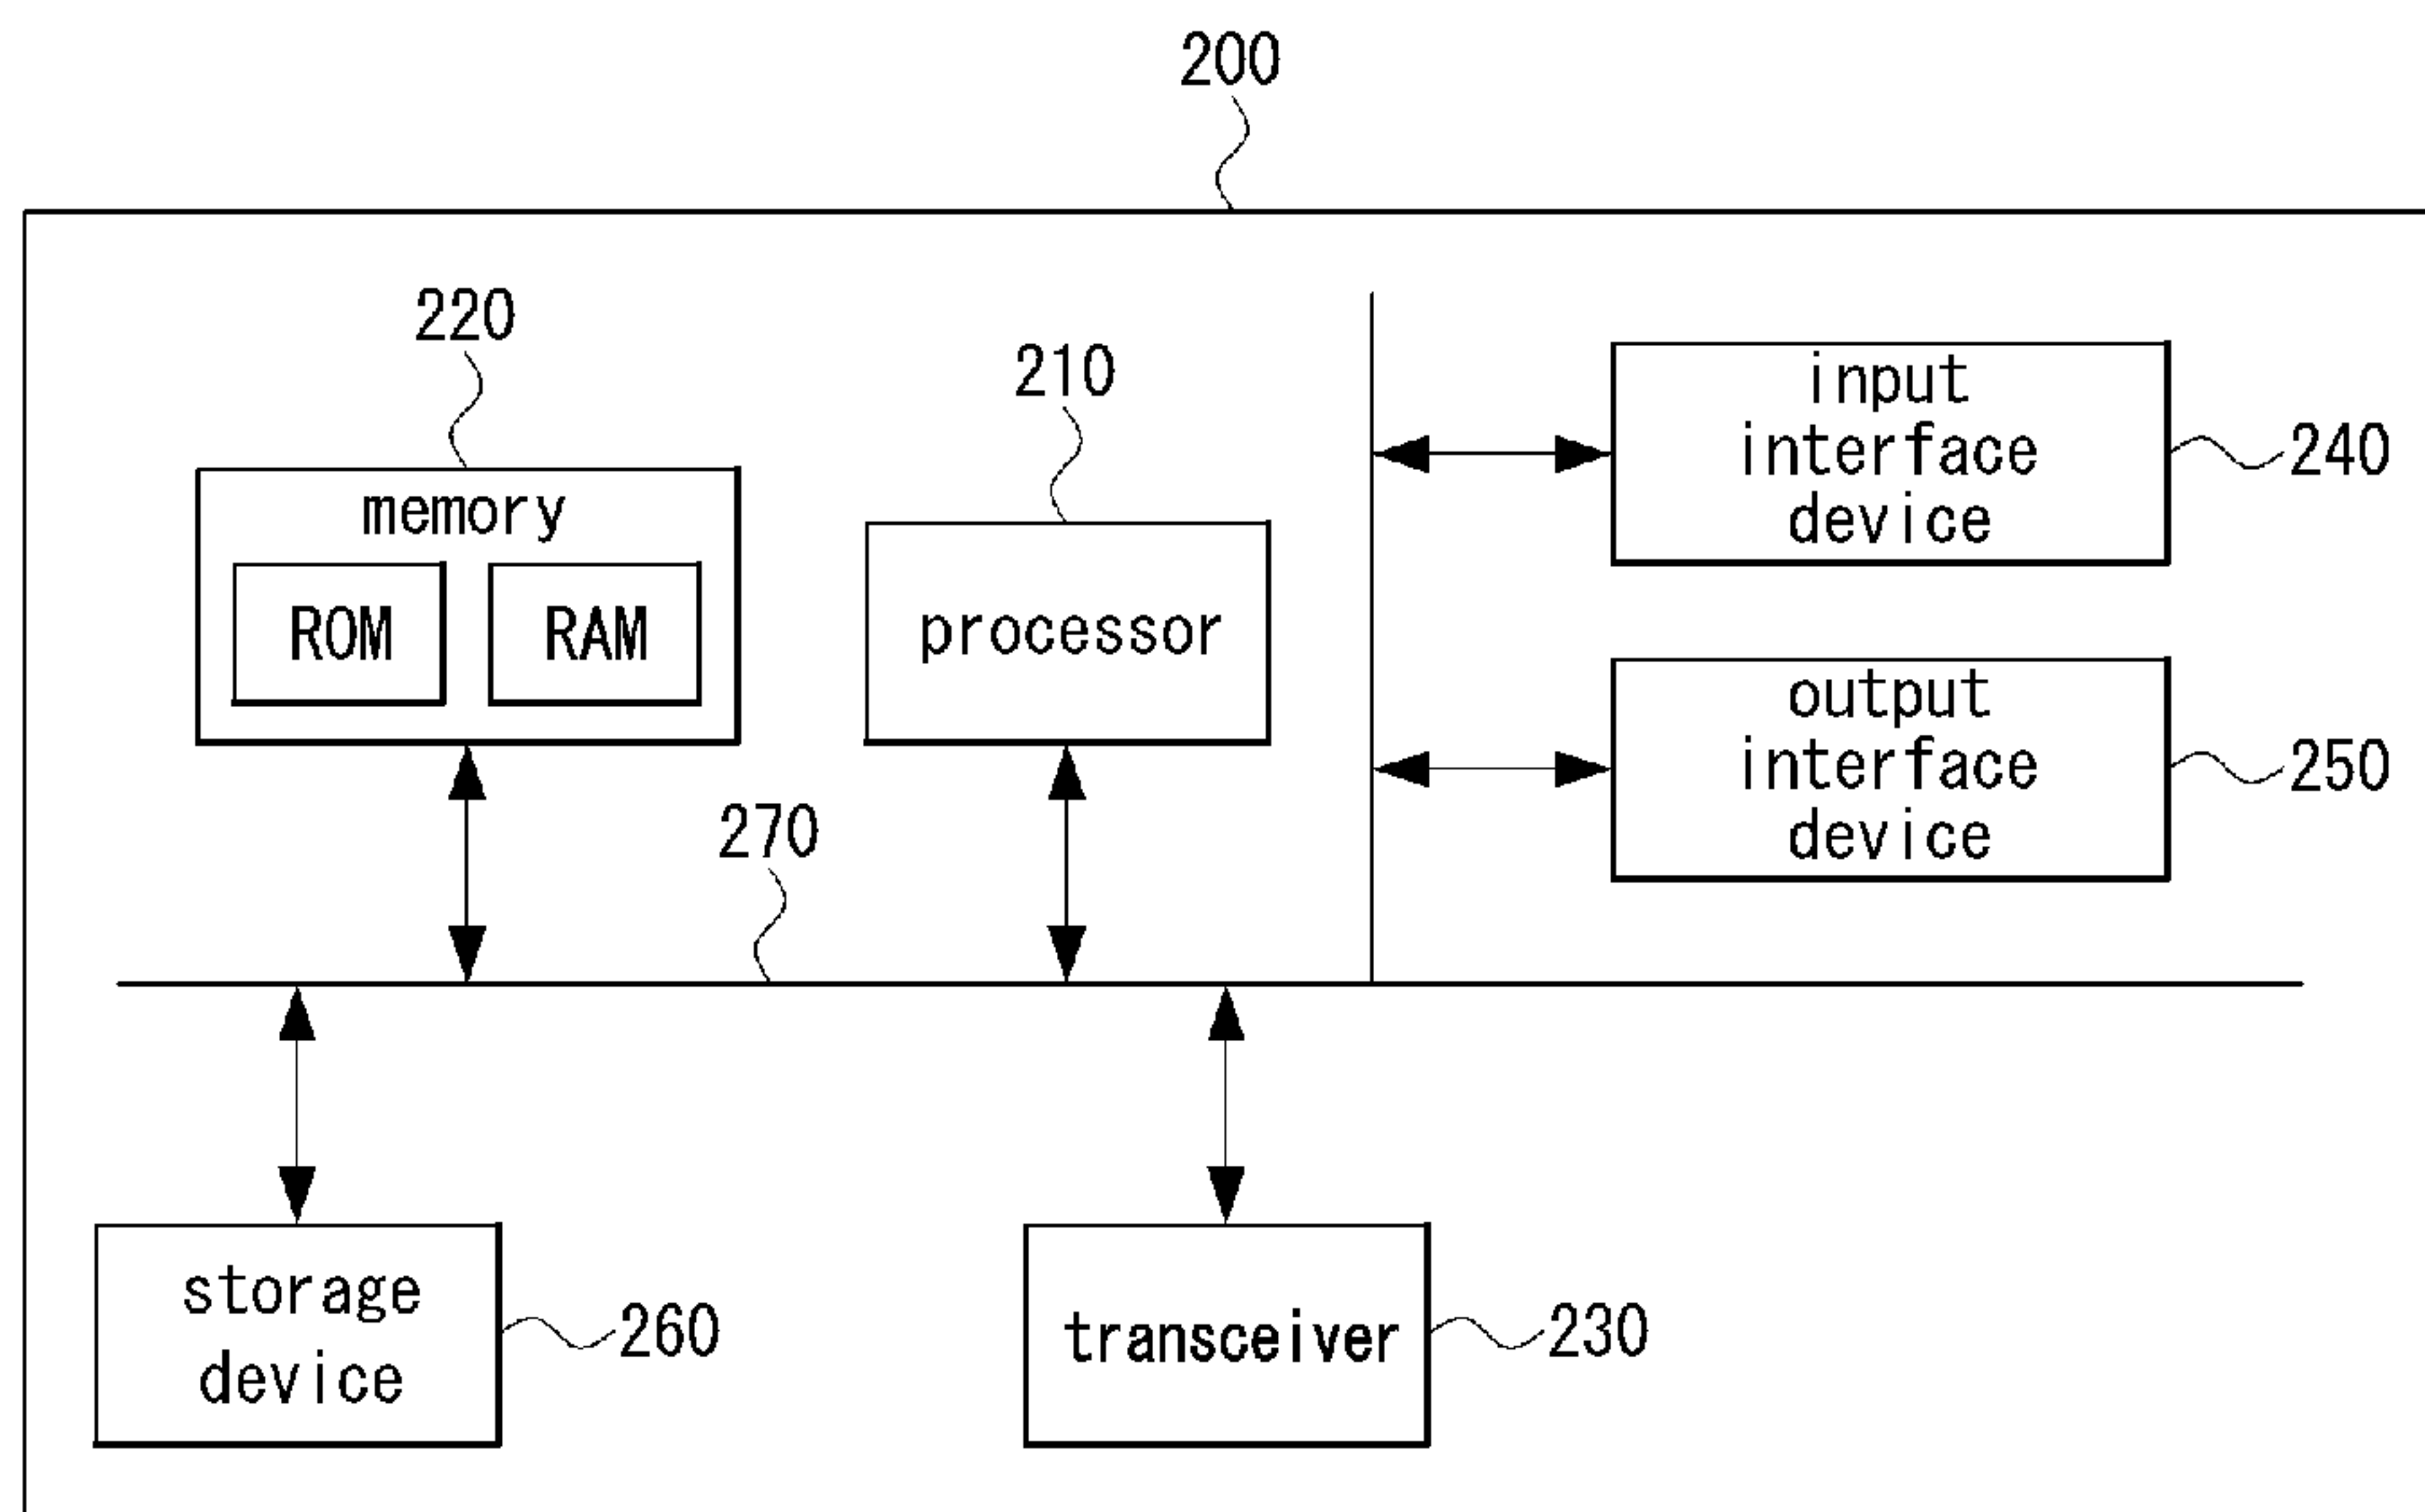 200
220
210
memory
ROM
RAM
processor
input
interface
device
240
output
interface
device
250
270
storage
device
260
transceiver
230